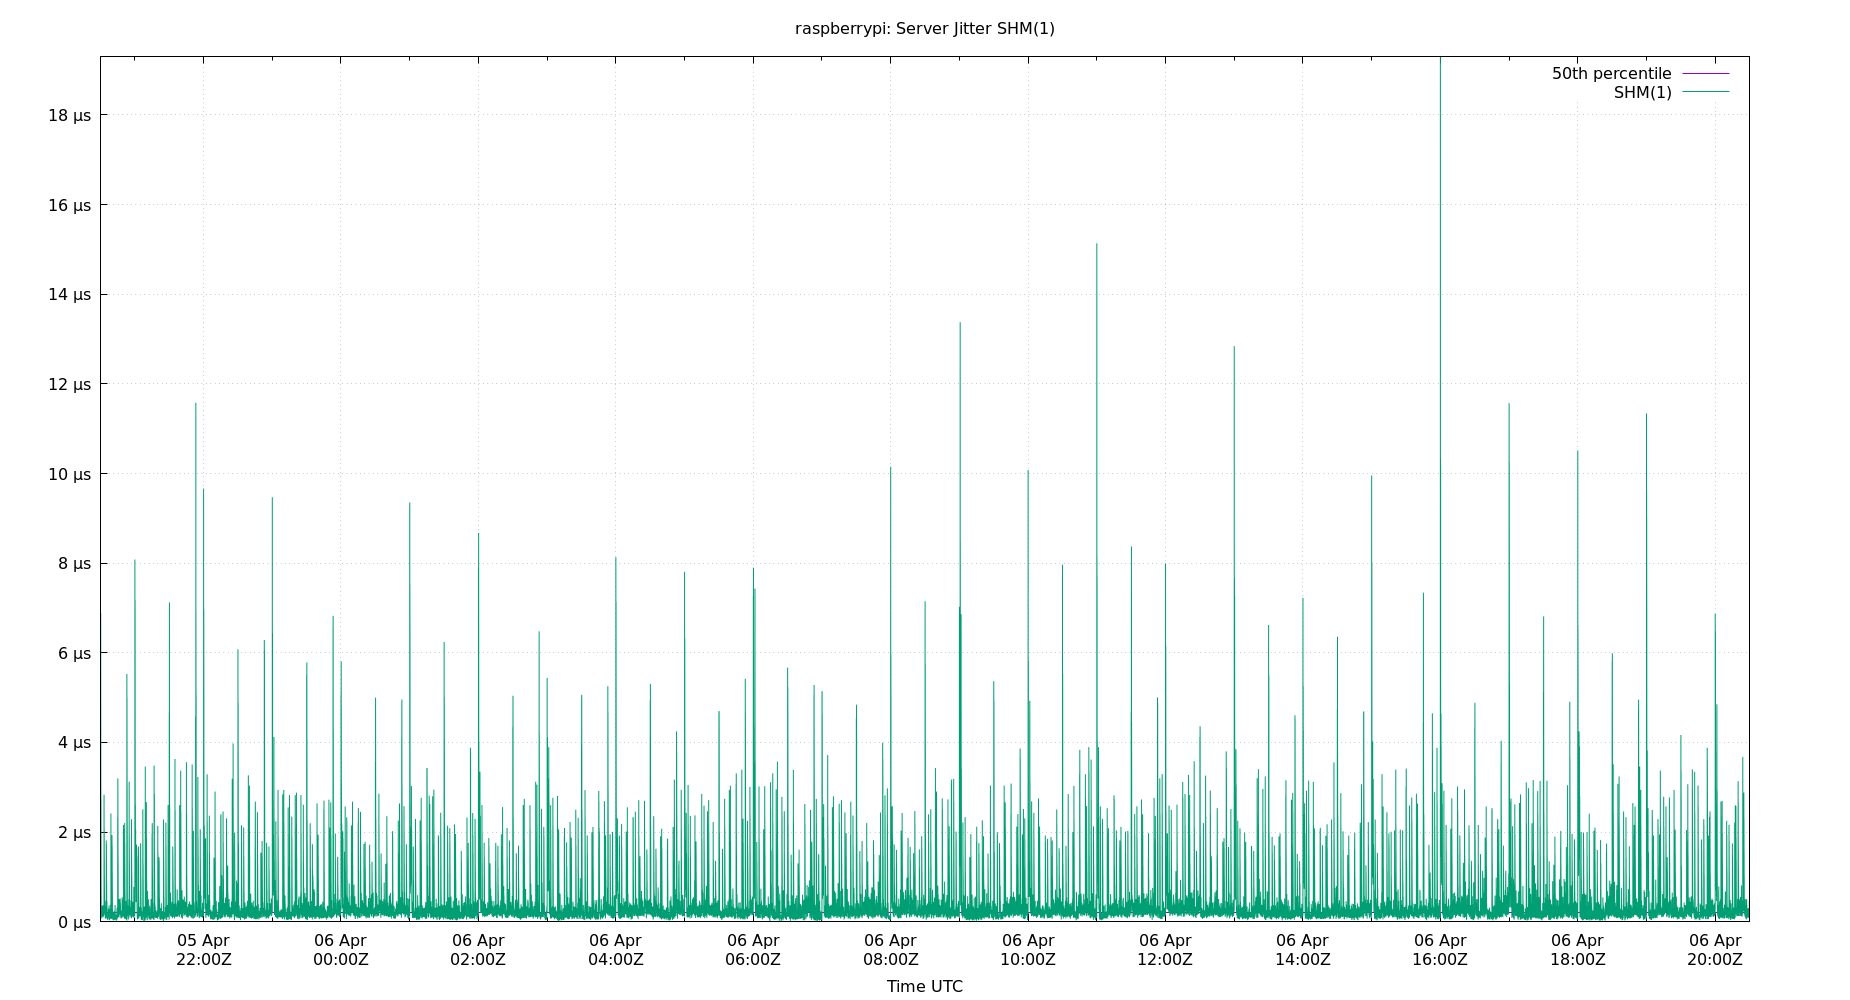 raspberrypi: Server Jitter SHM(1)
50th percentile
SHM(1)
18 µs
16 µs
14 µs
12 µs
10 µs
8 µs
6 µs
4 µs
2 µs
0 µs
05 Apr 06 Apr 06 Apr 06 Apr 06 Apr 06 Apr 06 Apr 06 Apr 06 Apr 06 Apr 06 Apr 06 Apr
22:00Z 00:00Z 02:00Z 04:00Z 06:00Z 08:00Z 10:00Z 12:00Z 14:00Z 16:00Z 18:00Z 20:00Z
Time UTC